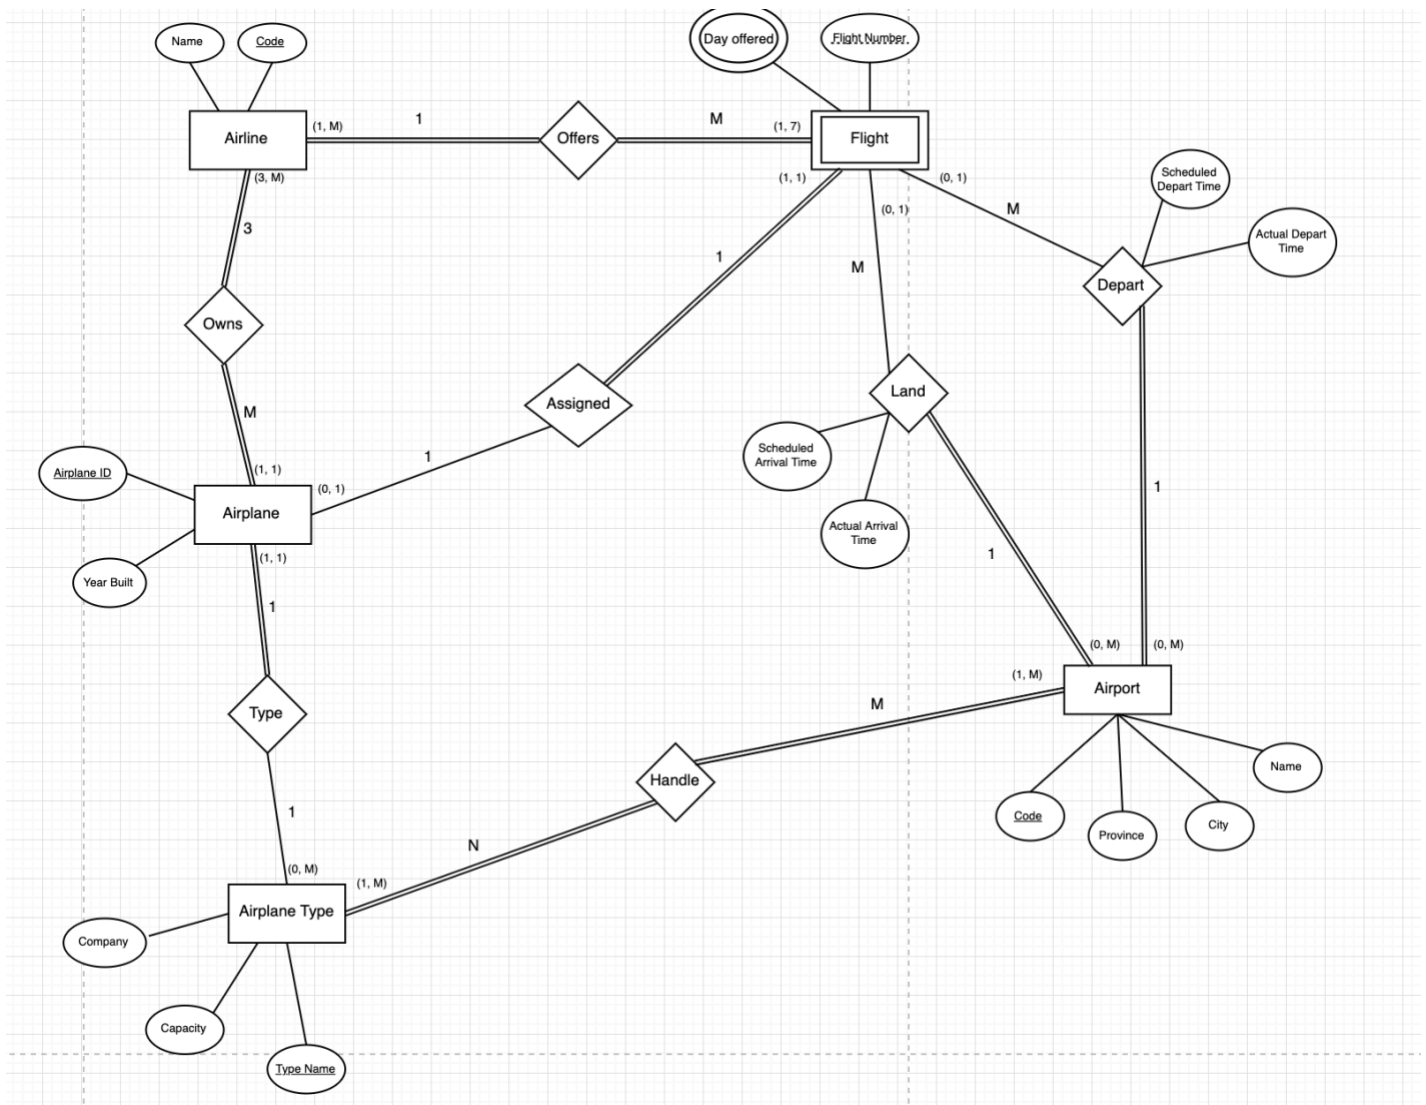 Name
Code
Day offered
Flight Number
Airline
(1, M)
1
Offers
M
(1, 7)
Flight
(3, M)
(1, 1)
(0, 1)
Scheduled
Depart Time
M
(0, 1)
3
Actual Depart
Time
1
M
Depart
Owns
Land
Assigned
M
Scheduled
Arrival Time
1
(1, 1)
Airplane ID
(0, 1)
1
Airplane
Actual Arrival
Time
(1, 1)
1
Year Built
1
(0, M)
(0, M)
(1, M)
Airport
M
Type
Name
Handle
1
Code
Province
City
N
(0, M)
(1, M)
Airplane Type
Company
Capacity
Type Name